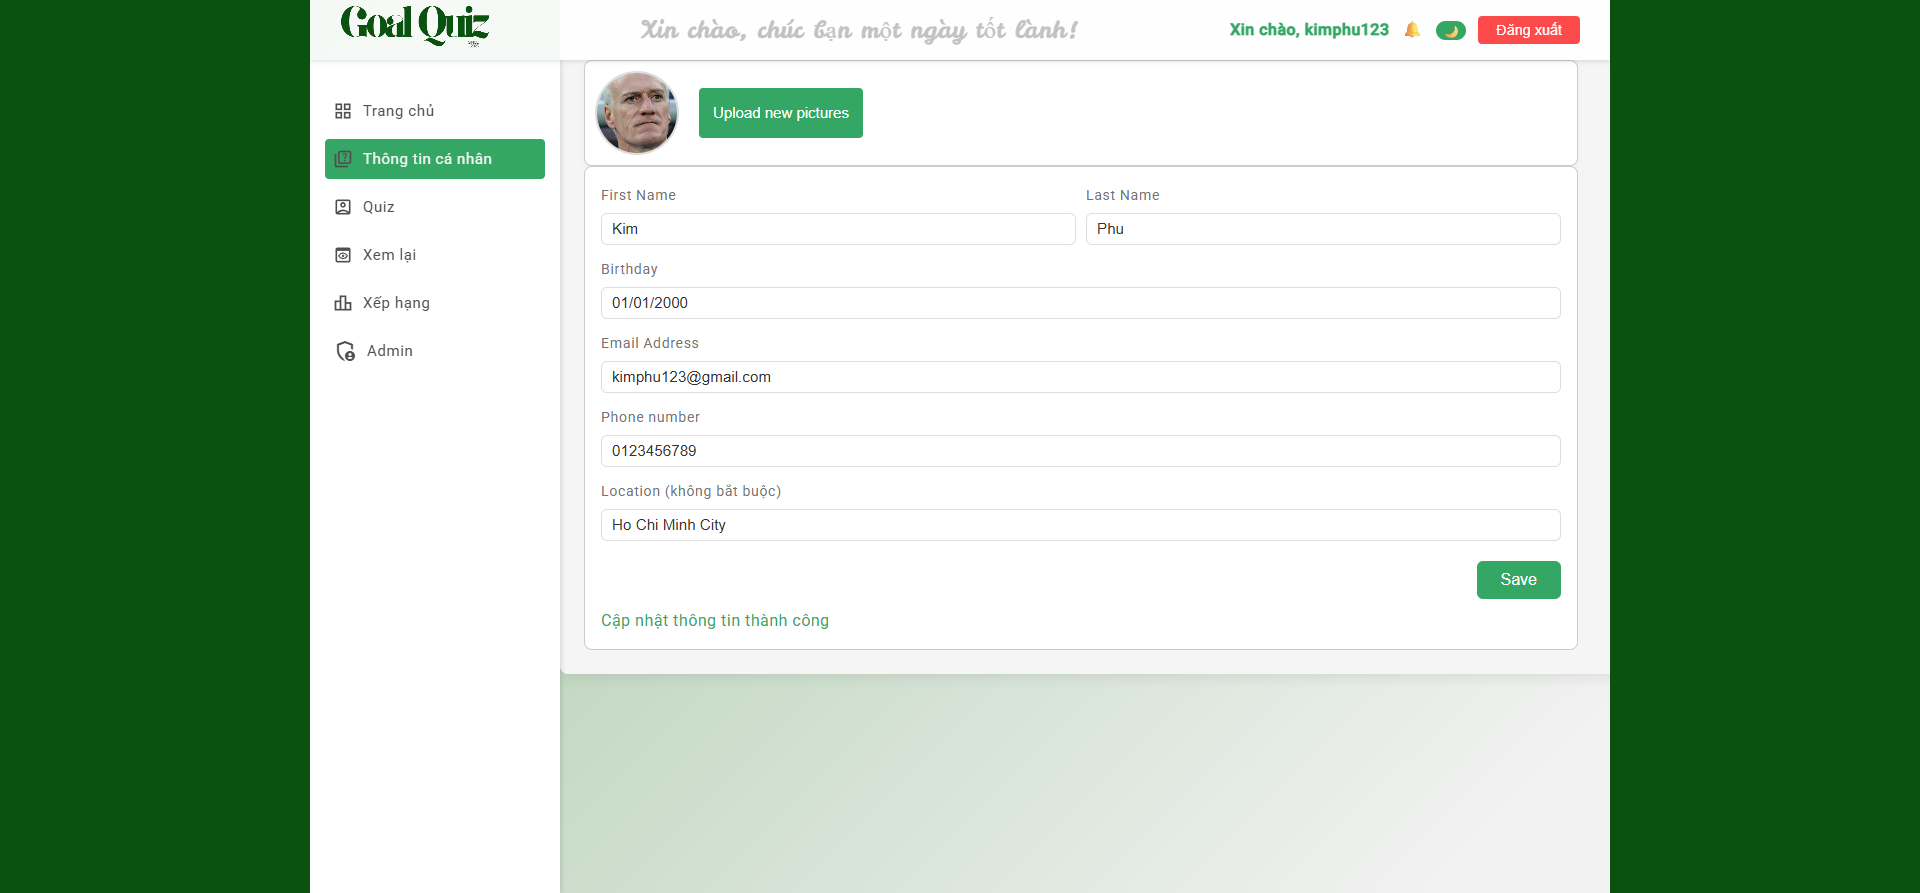 Goal Quiz
Xin chào, chúc bạn một ngày tốt lành!
Xin chào, kimphu123
Đăng xuất
Trang chủ
Thông tin cá nhân
Quiz
Xem lại
Xếp hạng
Admin
Upload new pictures
First Name
Last Name
Kim
Phu
Birthday
01/01/2000
Email Address
kimphu123@gmail.com
Phone number
0123456789
Location (không bắt buộc)
Ho Chi Minh City
Save
Cập nhật thông tin thành công